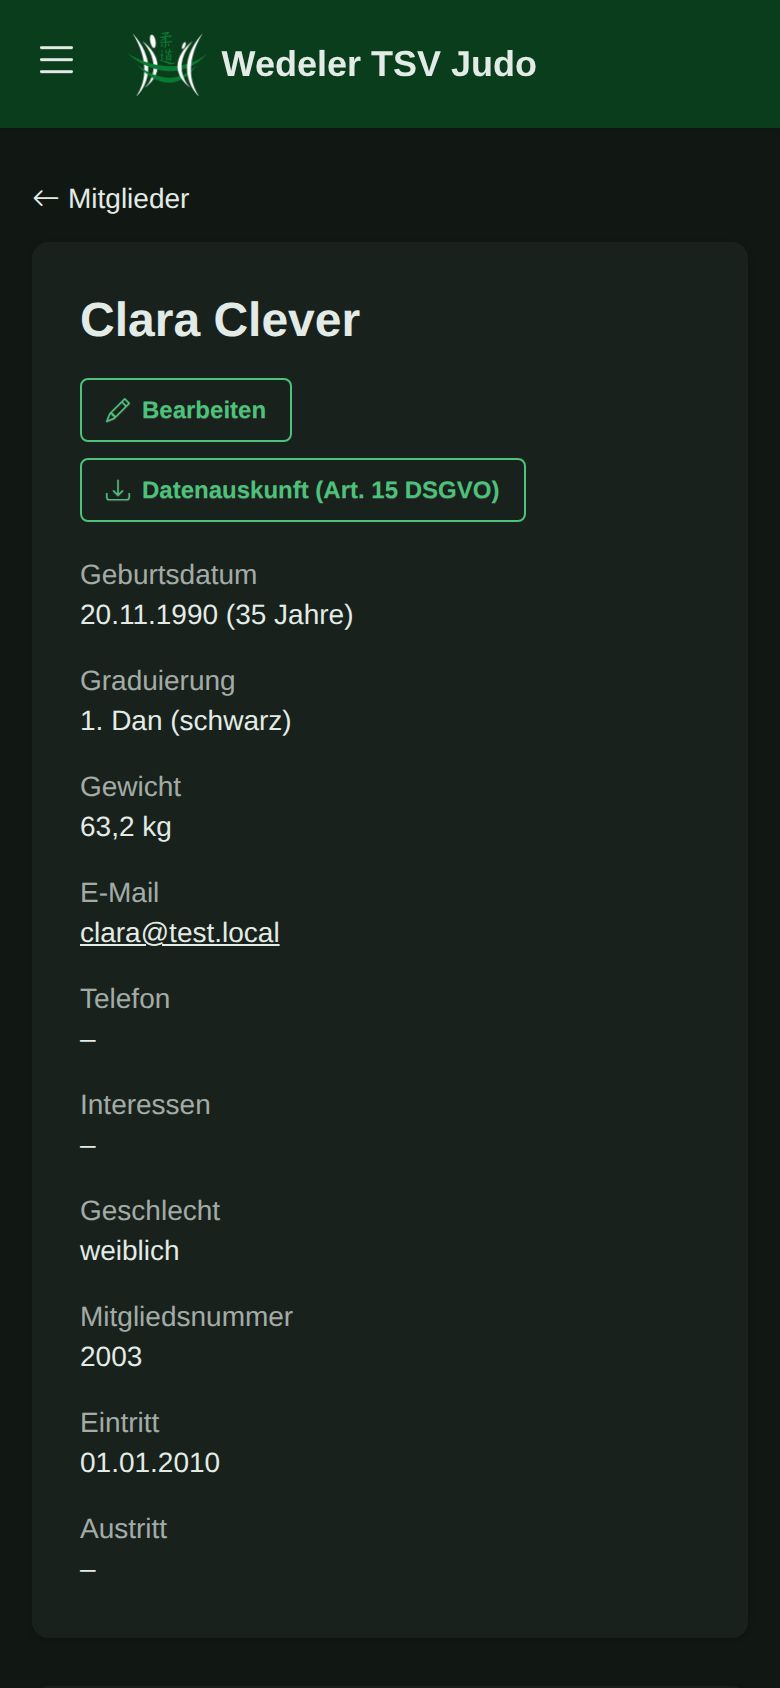 柔道
Wedeler TSV Judo
← Mitglieder
Clara Clever
Bearbeiten
Datenauskunft (Art. 15 DSGVO)
Geburtsdatum
20.11.1990 (35 Jahre)
Graduierung
1. Dan (schwarz)
Gewicht
63,2 kg
E-Mail
clara@test.local
Telefon
–
Interessen
–
Geschlecht
weiblich
Mitgliedsnummer
2003
Eintritt
01.01.2010
Austritt
–